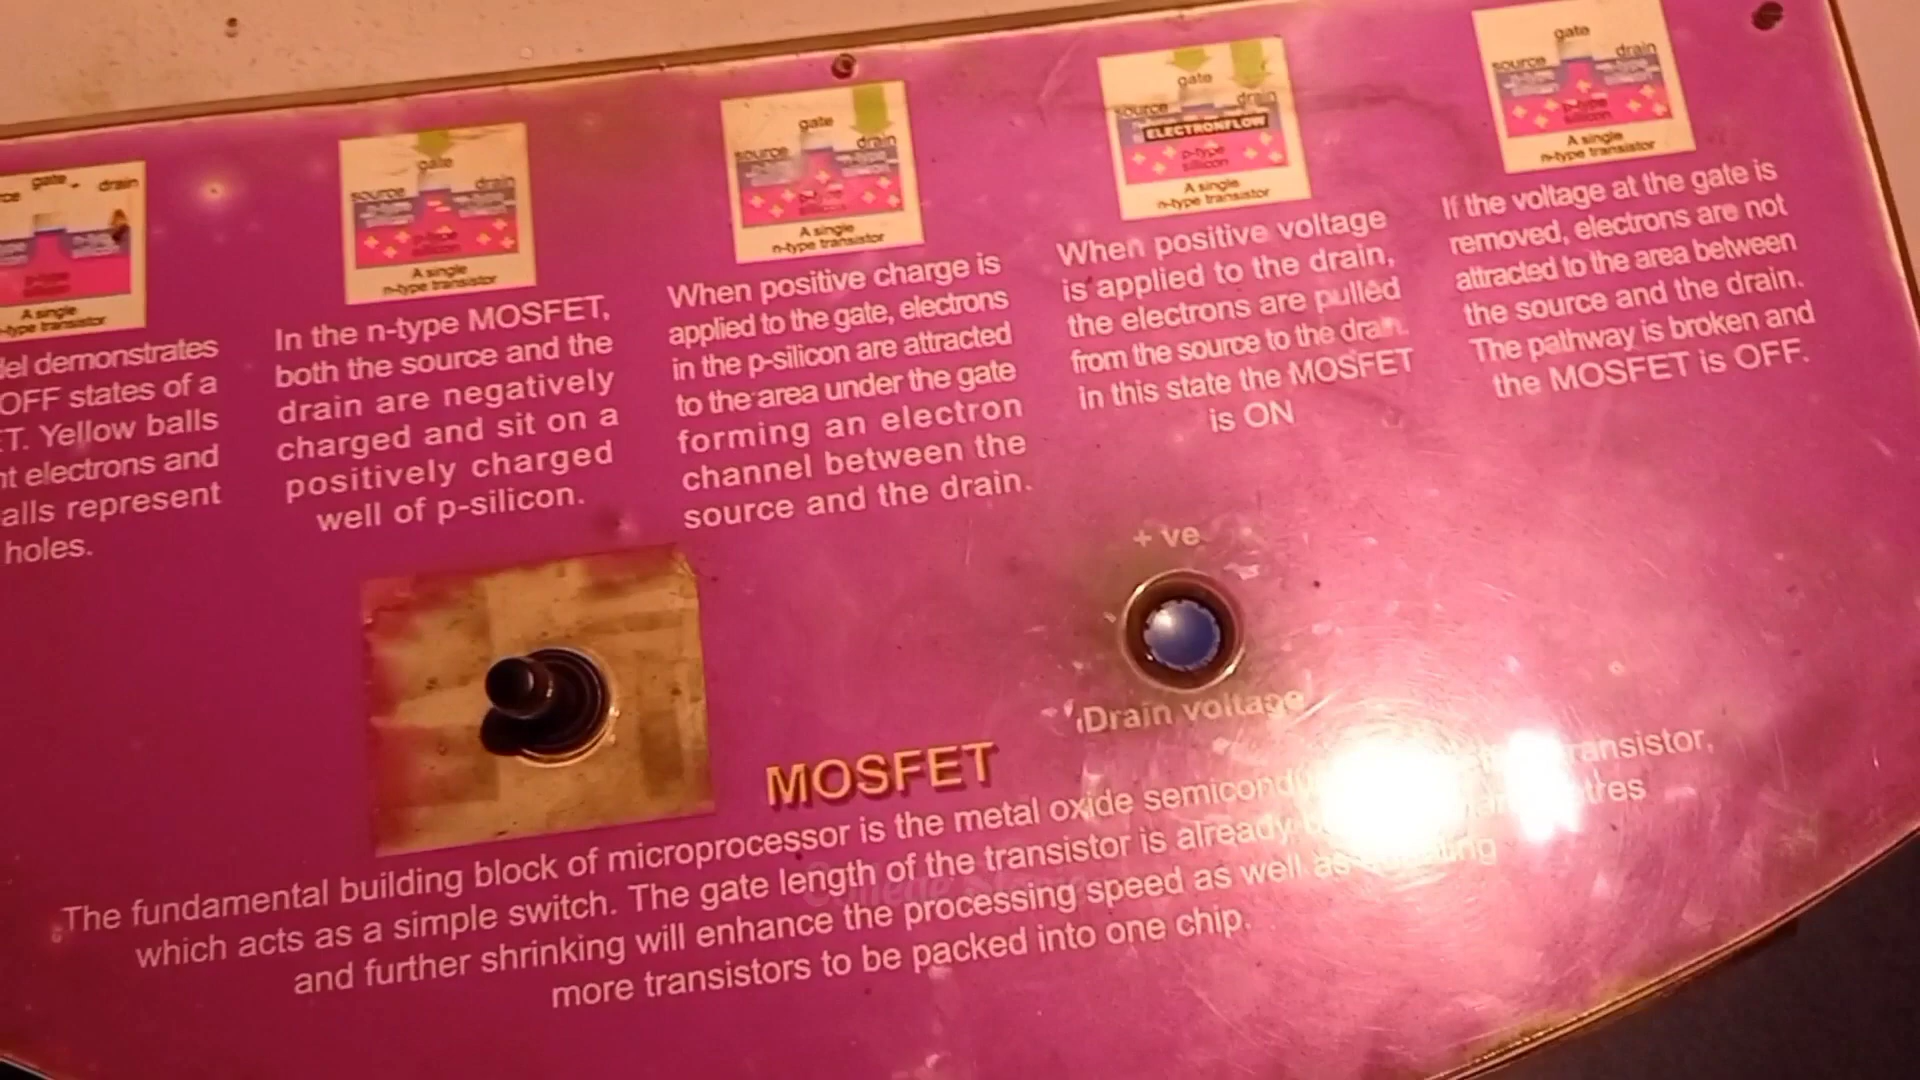 gate
drain
A single
type transistor
del demonstrates
OFF states of a
T. Yellow balls
nt electrons and
alls represent
holes.
gate
source drain
A single
n-type transistor
In the n-type MOSFET,
both the source and the
drain are negatively
charged and sit on a
positively charged
well of p-silicon.
gate
source drain
A single
n-type transistor
When positive charge is
applied to the gate, electrons
in the p-silicon are attracted
to the area under the gate
forming an electron
channel between the
source and the drain.
gate
source drain
ELECTRONFLOW
p-type
silicon
A single
n-type transistor
When positive voltage
is applied to the drain,
the electrons are pulled
from the source to the drain.
in this state the MOSFET
is ON
gate
source drain
p-type
silicon
A single
n-type transistor
If the voltage at the gate is
removed, electrons are not
attracted to the area between
the source and the drain.
The pathway is broken and
the MOSFET is OFF.
+ ve
Drain voltage
MOSFET
The fundamental building block of microprocessor is the metal oxide transistor,
which acts as a simple switch. The gate length of the transistor is already
and further shrinking will enhance the processing speed as well as
more transistors to be packed into one chip.